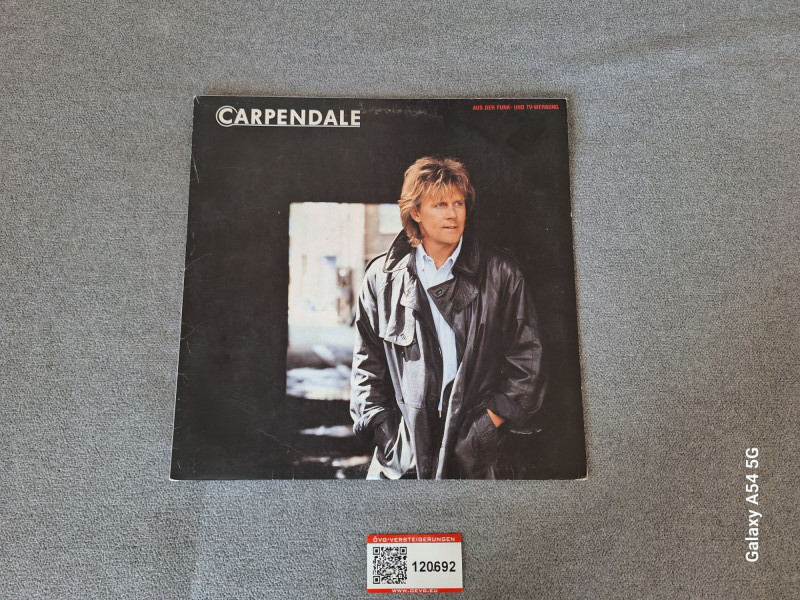 CARPENDALE
AUS DER FUNK- UND TV-WERBUNG
ÖVG-VERSTEIGERUNGEN
120692
WWW.OEVG.EU
Galaxy A54 5G